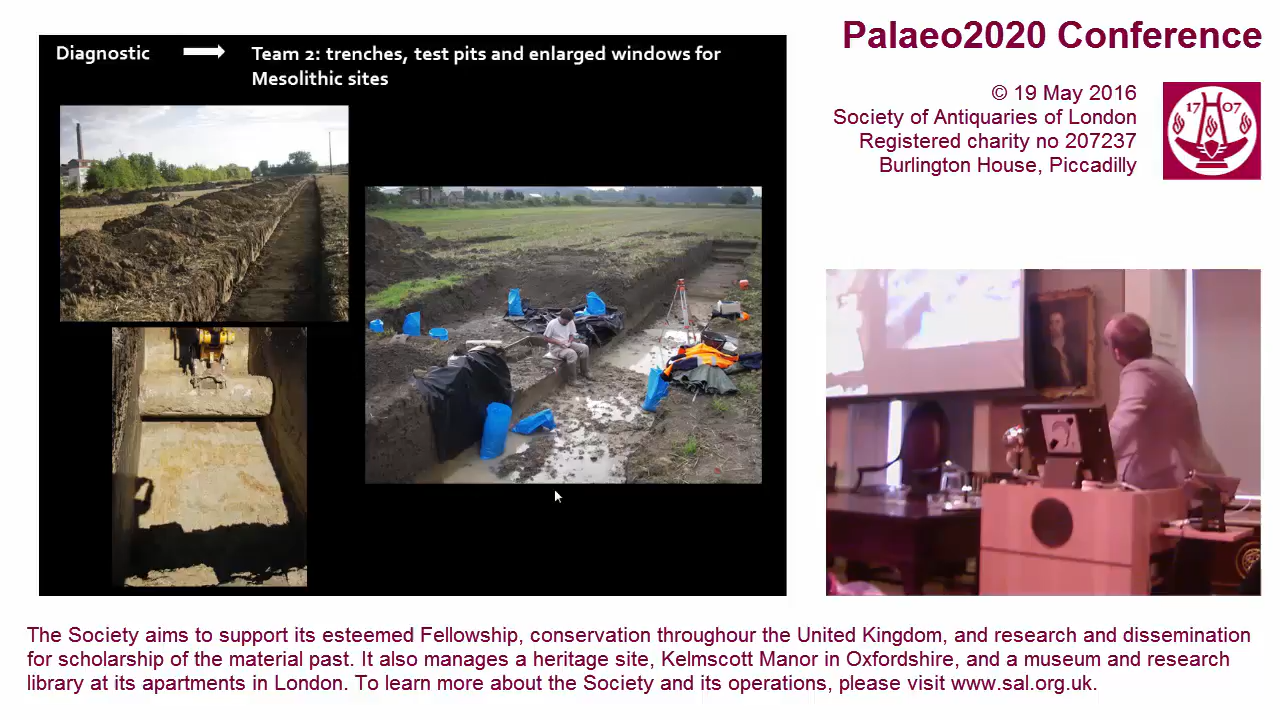 Diagnostic
Team 2: trenches, test pits and enlarged windows for
Mesolithic sites
Palaeo2020 Conference
© 19 May 2016
Society of Antiquaries of London
Registered charity no 207237
Burlington House, Piccadilly
17 07
The Society aims to support its esteemed Fellowship, conservation throughour the United Kingdom, and research and dissemination
for scholarship of the material past. It also manages a heritage site, Kelmscott Manor in Oxfordshire, and a museum and research
library at its apartments in London. To learn more about the Society and its operations, please visit www.sal.org.uk.